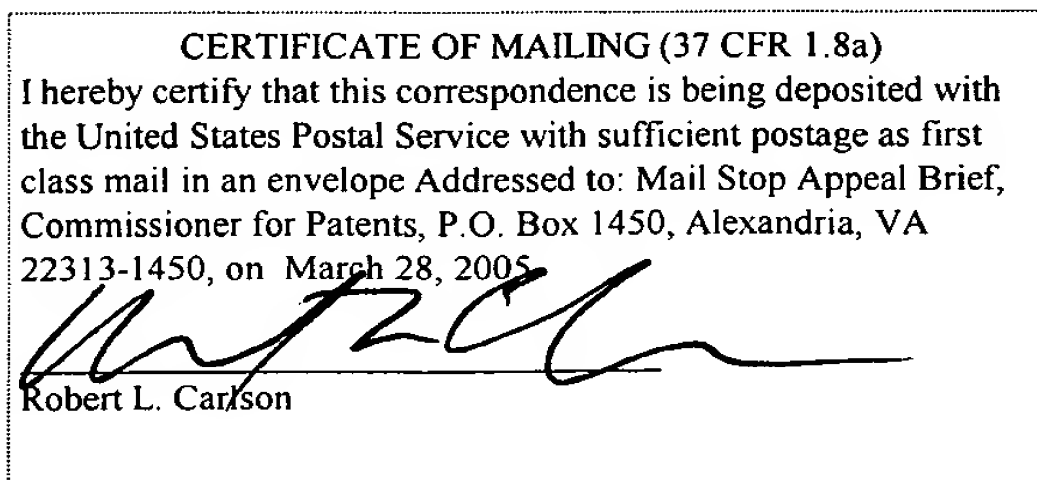 CERTIFICATE OF MAILING (37 CFR 1.8a)
I hereby certify that this correspondence is being deposited with
the United States Postal Service with sufficient postage as first
class mail in an envelope Addressed to: Mail Stop Appeal Brief,
Commissioner for Patents, P.O. Box 1450, Alexandria, VA
22313-1450, on March 28, 2005
Robert L. Carlson